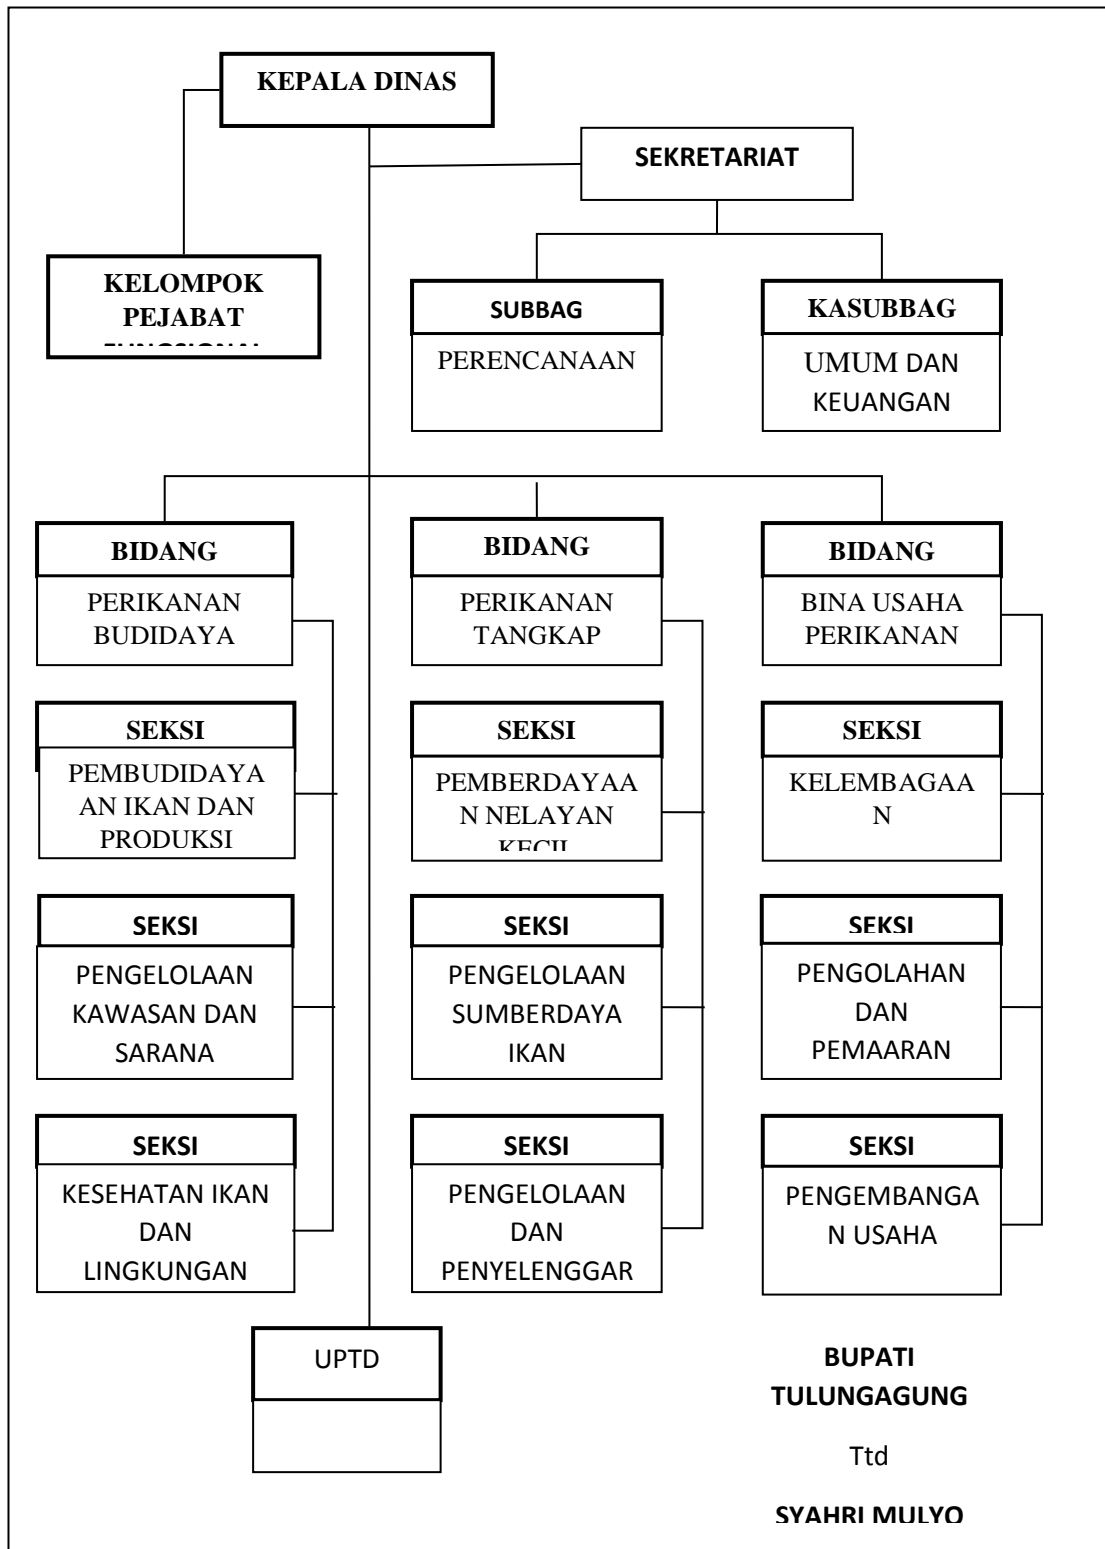 KEPALA DINAS
SEKRETARIAT
KELOMPOK
PEJABAT
FUNGSIONAL
SUBBAG
PERENCANAAN
KASUBBAG
UMUM DAN
KEUANGAN
BIDANG
PERIKANAN
BUDIDAYA
BIDANG
PERIKANAN
TANGKAP
BIDANG
BINA USAHA
PERIKANAN
SEKSI
PEMBUDIDAYA
AN IKAN DAN
PRODUKSI
SEKSI
PEMBERDAYAA
N NELAYAN
KECIL
SEKSI
KELEMBAGAA
N
SEKSI
PENGELOLAAN
KAWASAN DAN
SARANA
SEKSI
PENGELOLAAN
SUMBERDAYA
IKAN
SEKSI
PENGOLAHAN
DAN
PEMAARAN
SEKSI
KESEHATAN IKAN
DAN
LINGKUNGAN
SEKSI
PENGELOLAAN
DAN
PENYELENGGAR
SEKSI
PENGEMBANGA
N USAHA
UPTD
BUPATI
TULUNGAGUNG
Ttd
SYAHRI MULYO